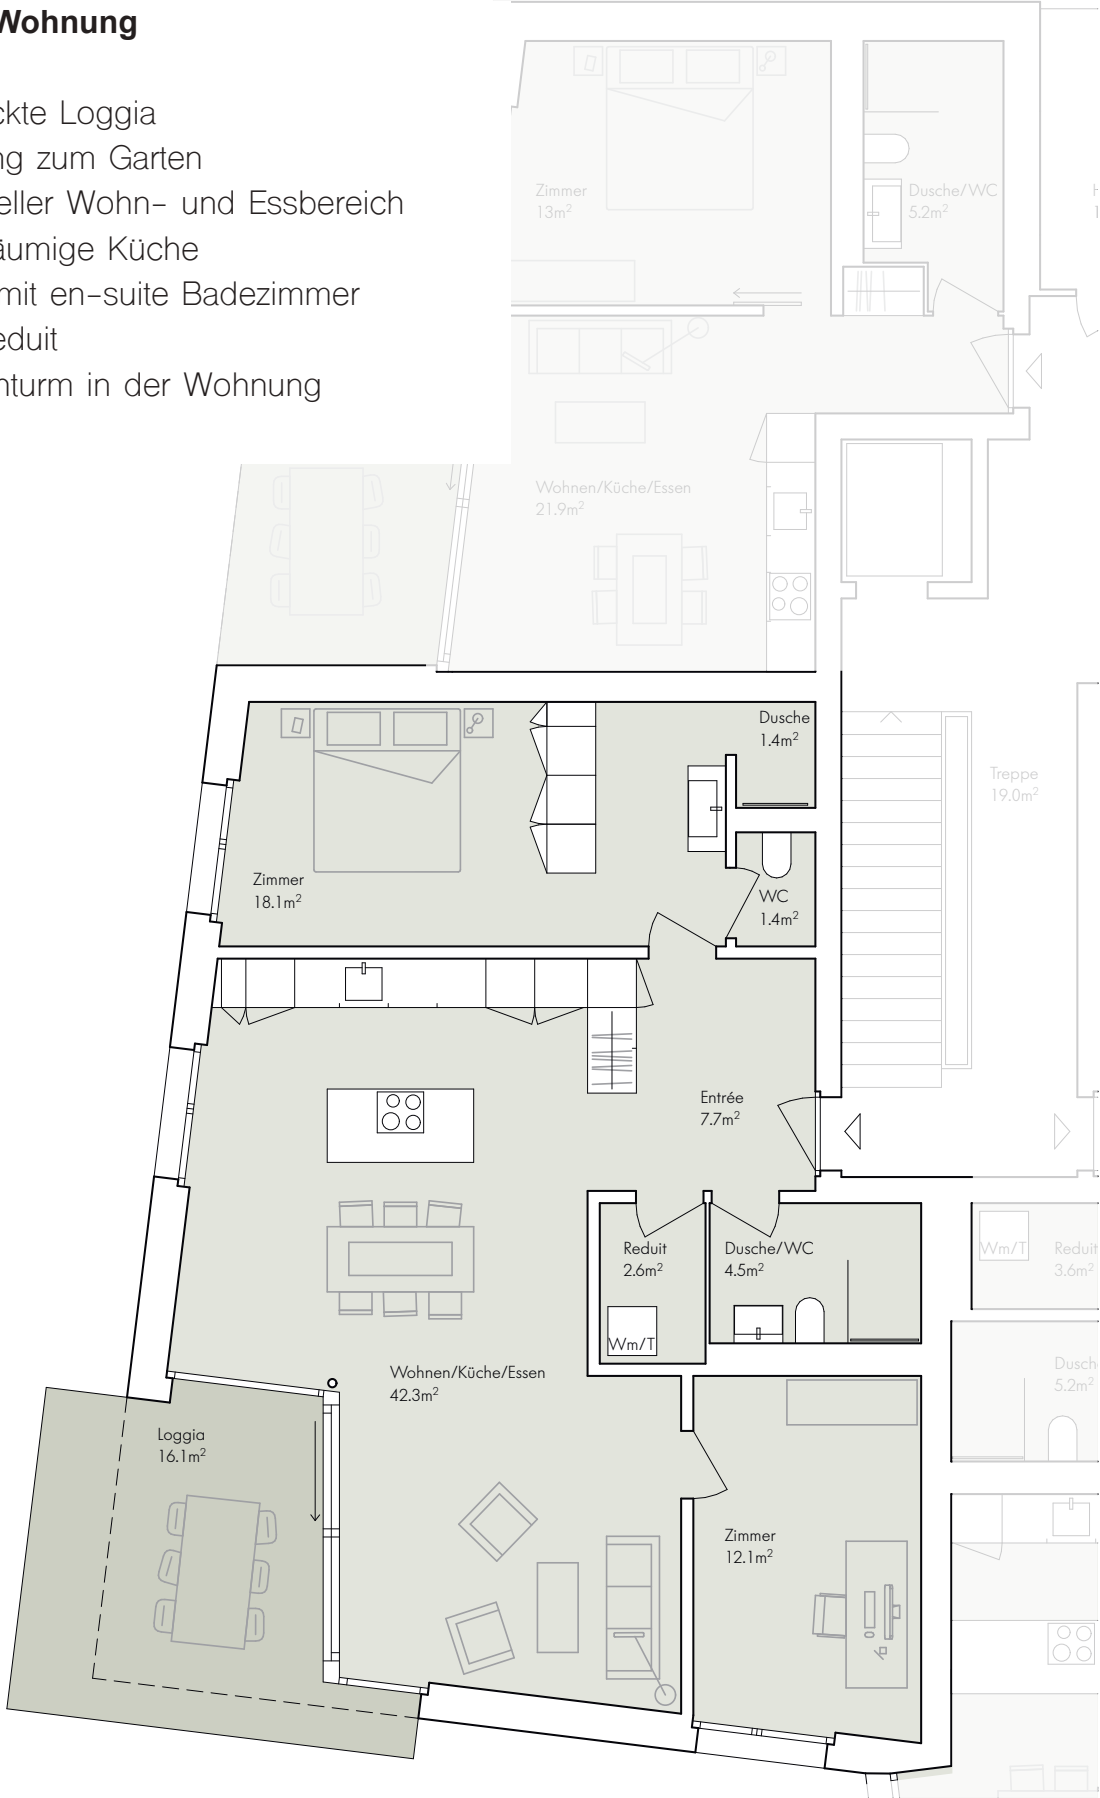 Wohnung
ckte Loggia
ng zum Garten
eller Wohn- und Essbereich
äumige Küche
mit en-suite Badezimmer
eduit
nturm in der Wohnung
Zimmer
13m²
Dusche/WC
5.2m²
Wohnen/Küche/Essen
21.9m²
Dusche
1.4m²
Treppe
19.0m²
Zimmer
18.1m²
WC
1.4m²
Entrée
7.7m²
Reduit
2.6m²
Wm/T
Dusche/WC
4.5m²
Wm/T
Reduit
3.6m²
Wohnen/Küche/Essen
42.3m²
Dusch
5.2m²
Loggia
16.1m²
Zimmer
12.1m²